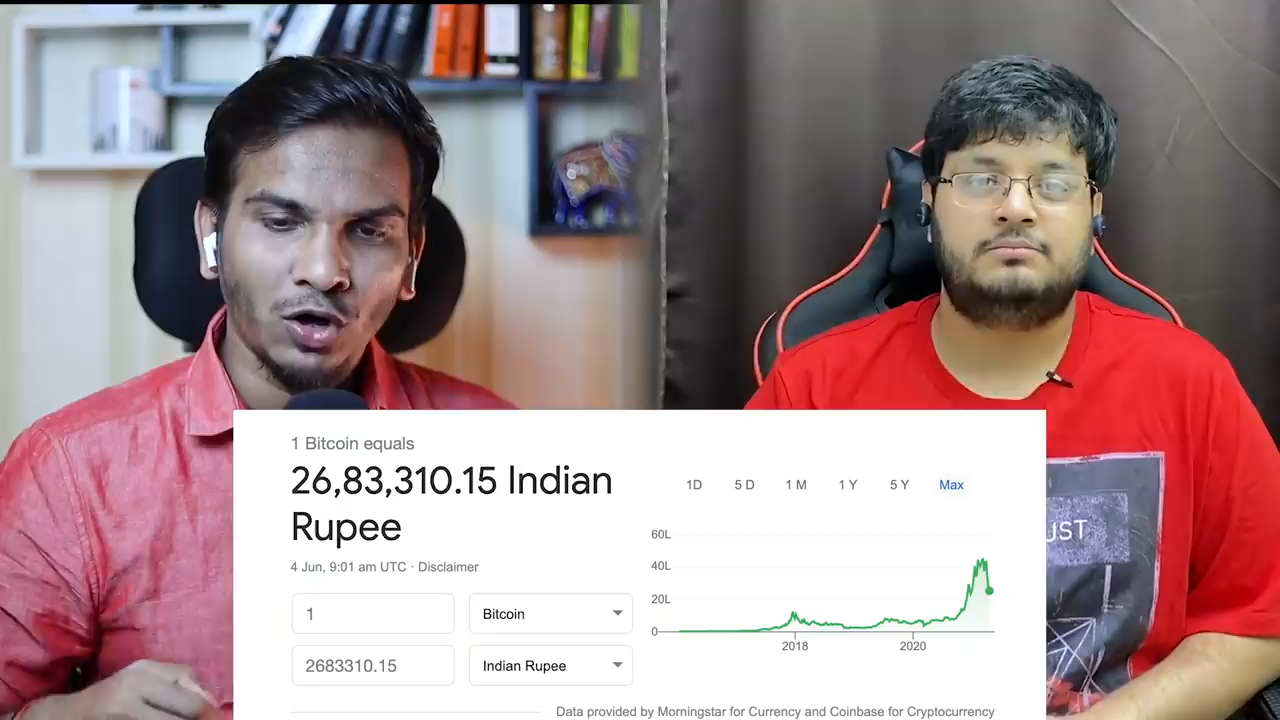 1 Bitcoin equals
26,83,310.15 Indian
Rupee
4 Jun, 9:01 am UTC · Disclaimer
1 Bitcoin
2683310.15 Indian Rupee
1D 5 D 1 M 1 Y 5 Y Max
60L
40L
20L
0
2018 2020
Data provided by Morningstar for Currency and Coinbase for Cryptocurrency
UST